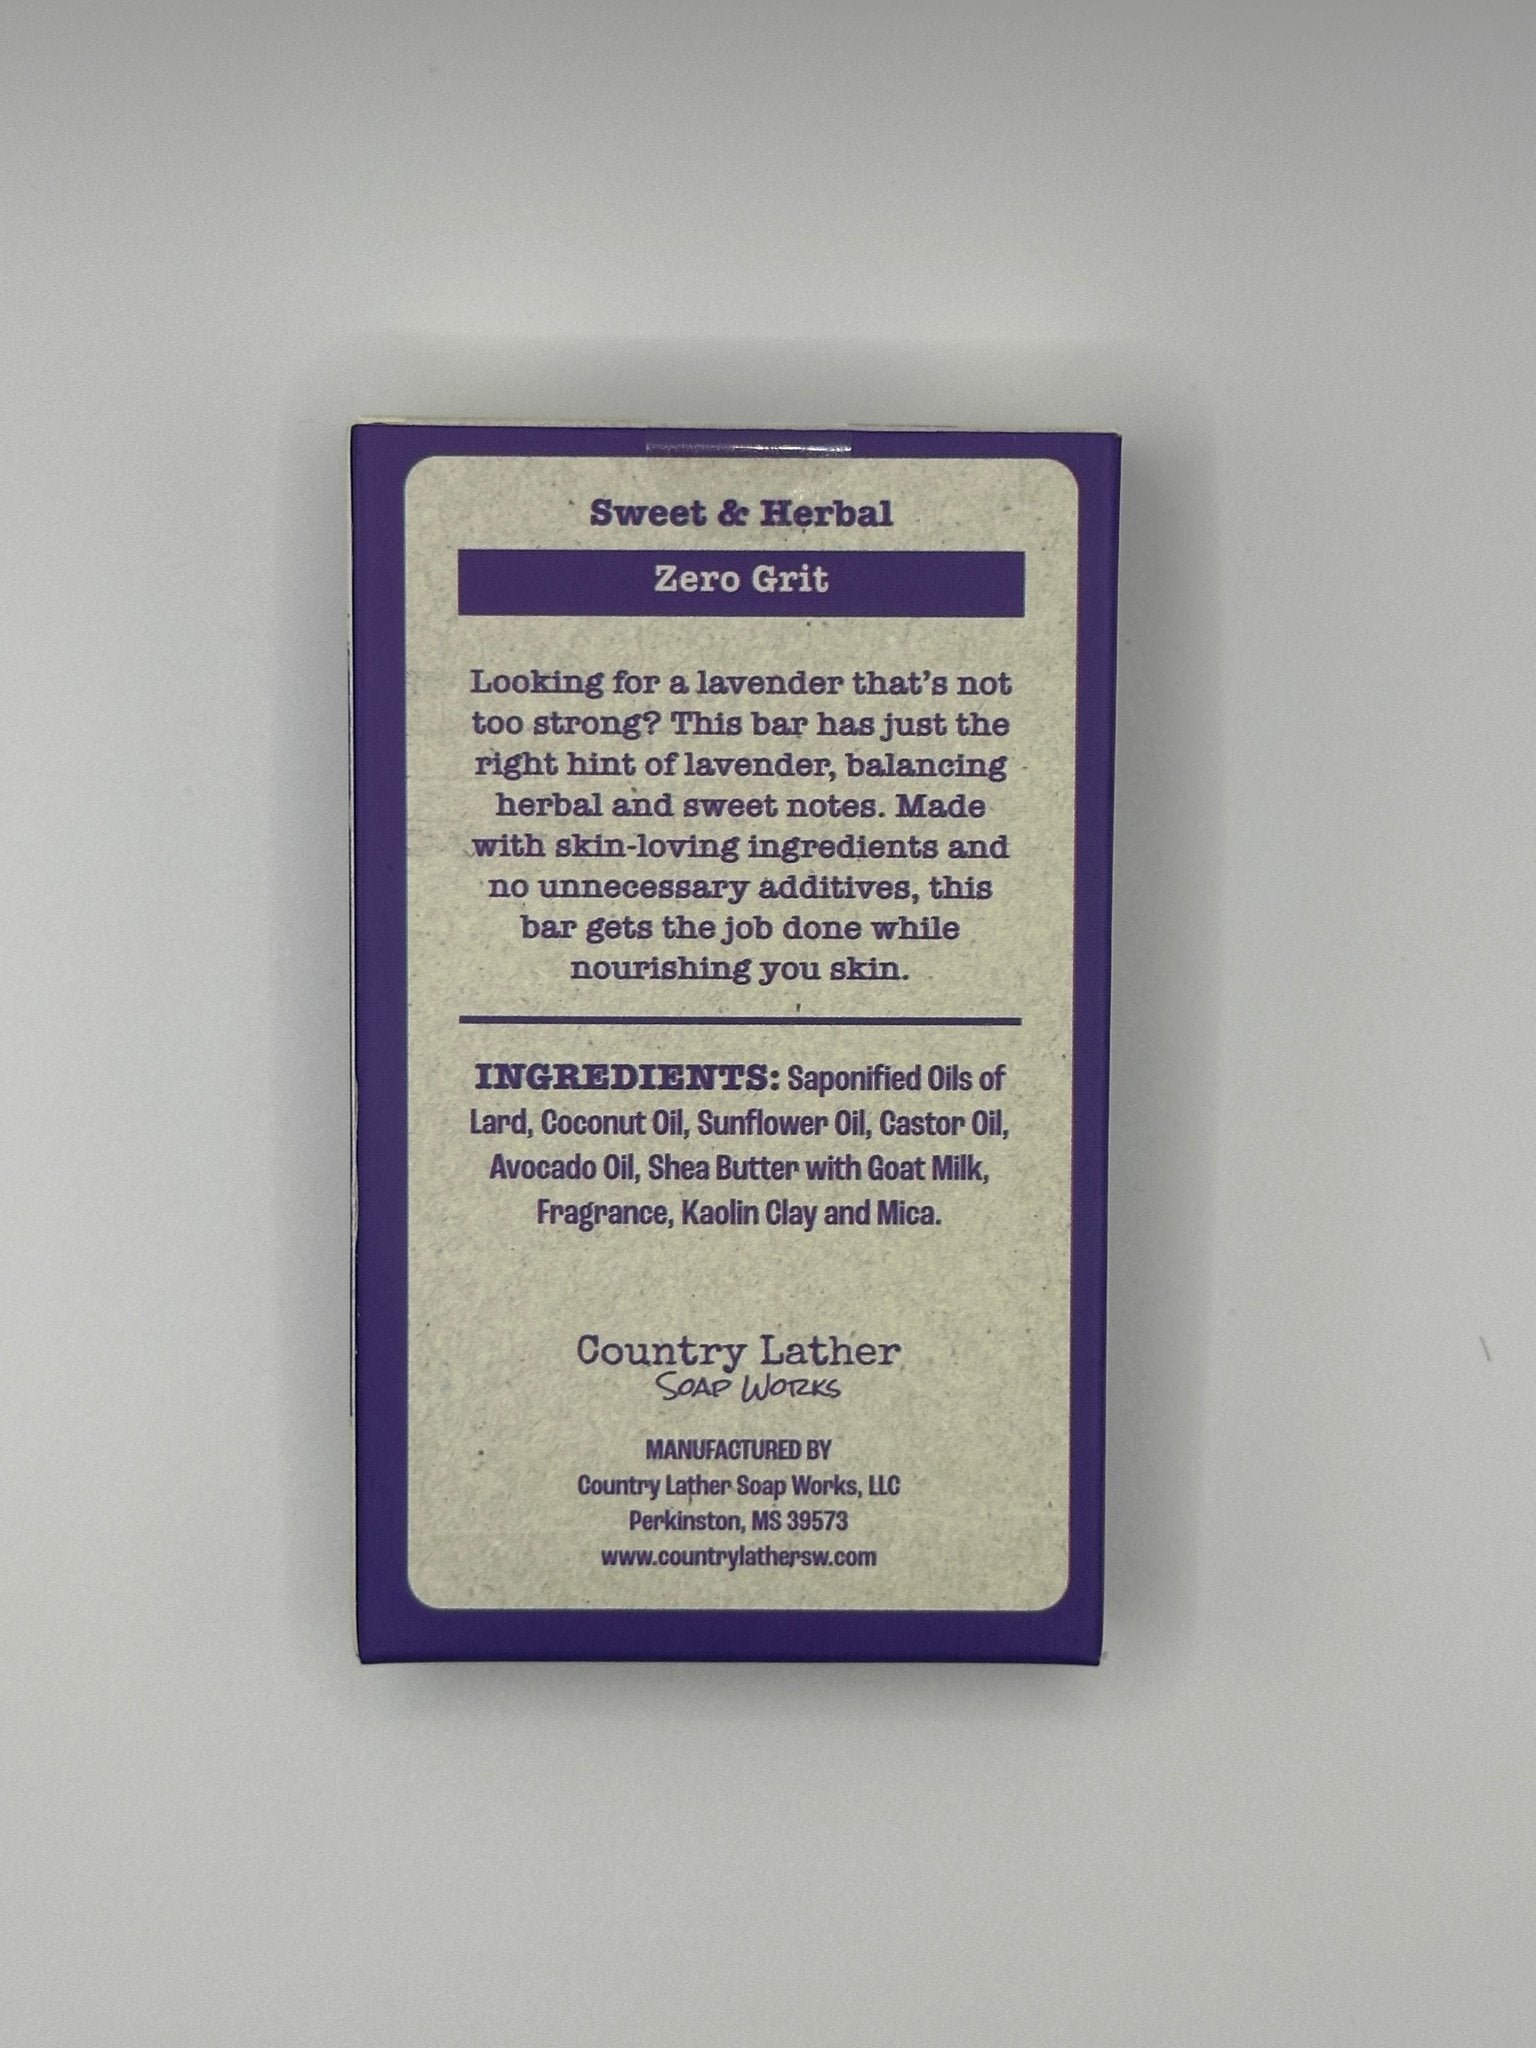 Sweet & Herbal
Zero Grit
Looking for a lavender that's not
too strong? This bar has just the
right hint of lavender, balancing
herbal and sweet notes. Made
with skin-loving ingredients and
no unnecessary additives, this
bar gets the job done while
nourishing you skin.
INGREDIENTS: Saponified Oils of
Lard, Coconut Oil, Sunflower Oil, Castor Oil,
Avocado Oil, Shea Butter with Goat Milk,
Fragrance, Kaolin Clay and Mica.
Country Lather
SOAP WORKS
MANUFACTURED BY
Country Lather Soap Works, LLC
Perkinston, MS 39573
www.countrylathersw.com